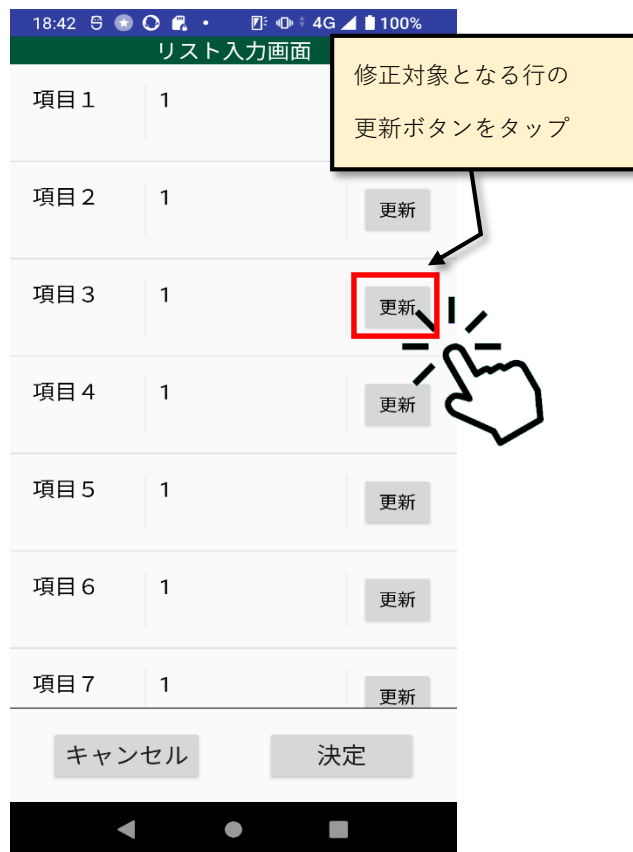 18:42 4G 100%
リスト入力画面
修正対象となる行の
更新ボタンをタップ
項目１ 1
項目２ 1 更新
項目３ 1 更新
項目４ 1 更新
項目５ 1 更新
項目６ 1 更新
項目７ 1 更新
キャンセル 決定